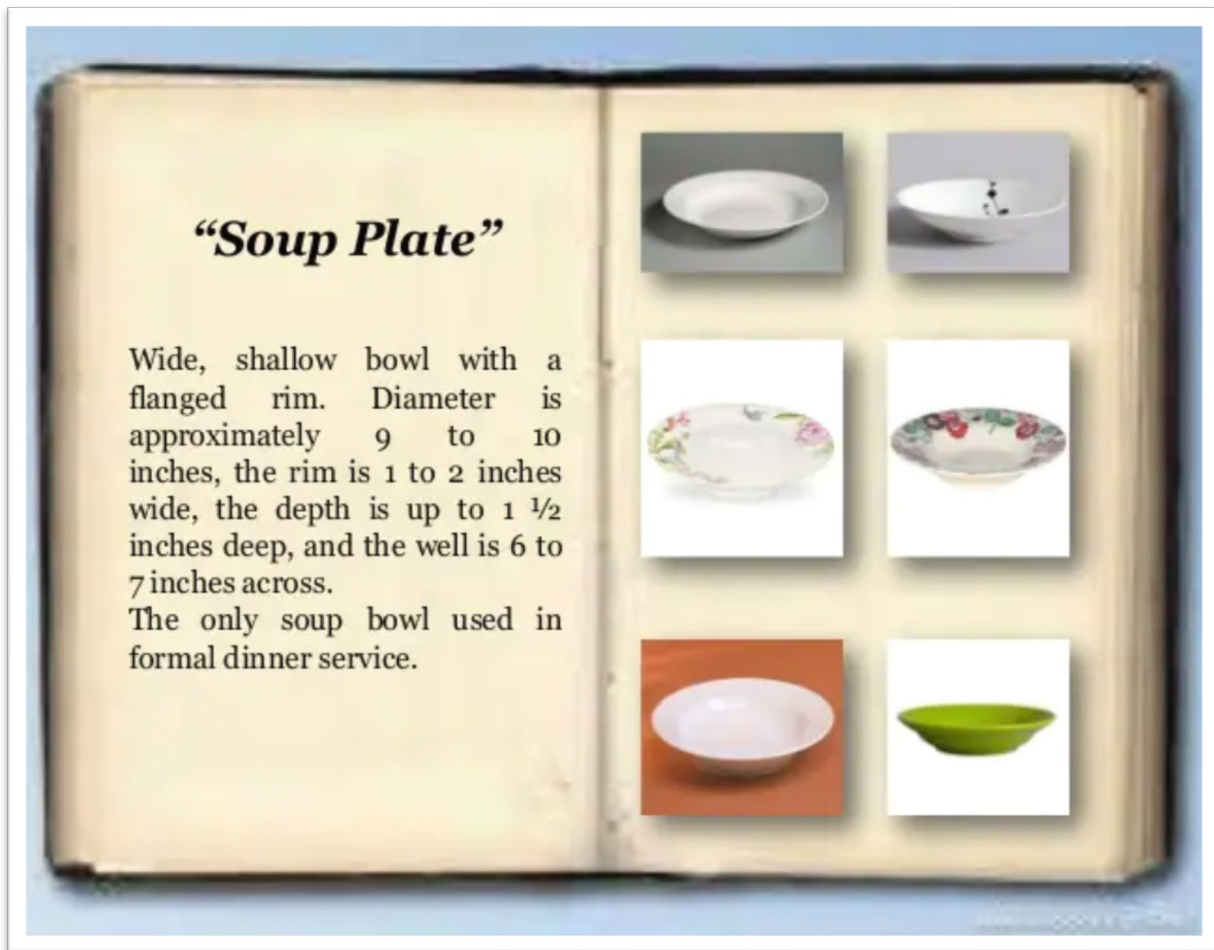 “Soup Plate”
Wide, shallow bowl with a
flanged rim. Diameter is
approximately 9 to 10
inches, the rim is 1 to 2 inches
wide, the depth is up to 1 ½
inches deep, and the well is 6 to
7 inches across.
The only soup bowl used in
formal dinner service.